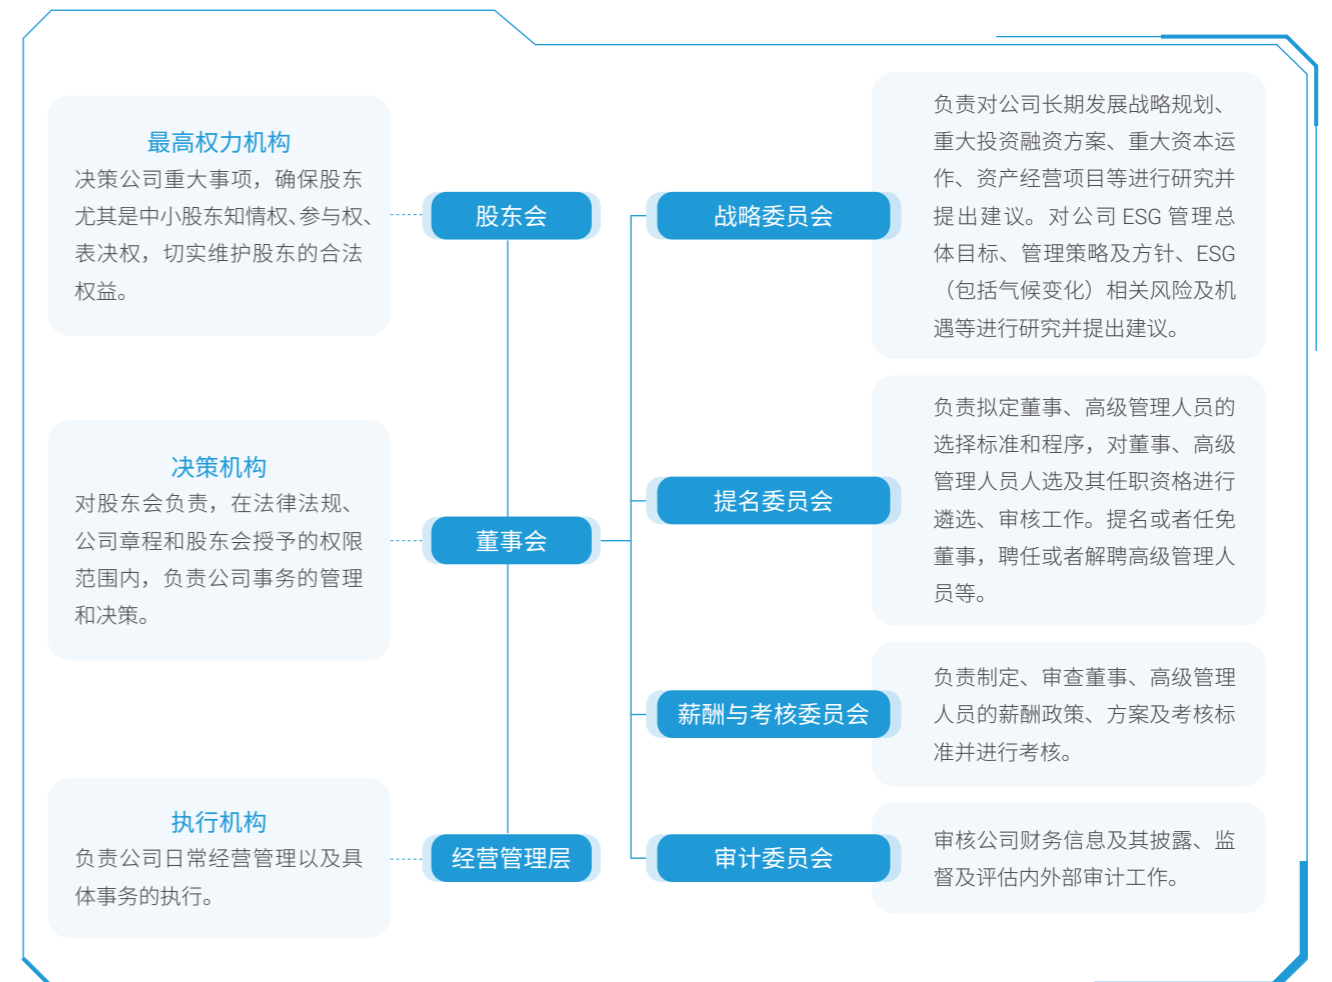 最高权力机构
决策公司重大事项，确保股东
尤其是中小股东知情权、参与权、
表决权，切实维护股东的合法
权益。
股东会
战略委员会
负责对公司长期发展战略规划、
重大投资融资方案、重大资本运
作、资产经营项目等进行研究并
提出建议。对公司 ESG 管理总
体目标、管理策略及方针、ESG
（包括气候变化）相关风险及机
遇等进行研究并提出建议。
决策机构
对股东会负责，在法律法规、
公司章程和股东会授予的权限
范围内，负责公司事务的管理
和决策。
董事会
提名委员会
负责拟定董事、高级管理人员的
选择标准和程序，对董事、高级
管理人员人选及其任职资格进行
遴选、审核工作。提名或者任免
董事，聘任或者解聘高级管理人
员等。
薪酬与考核委员会
负责制定、审查董事、高级管理
人员的薪酬政策、方案及考核标
准并进行考核。
执行机构
负责公司日常经营管理以及具
体事务的执行。
经营管理层
审计委员会
审核公司财务信息及其披露、监
督及评估内外部审计工作。